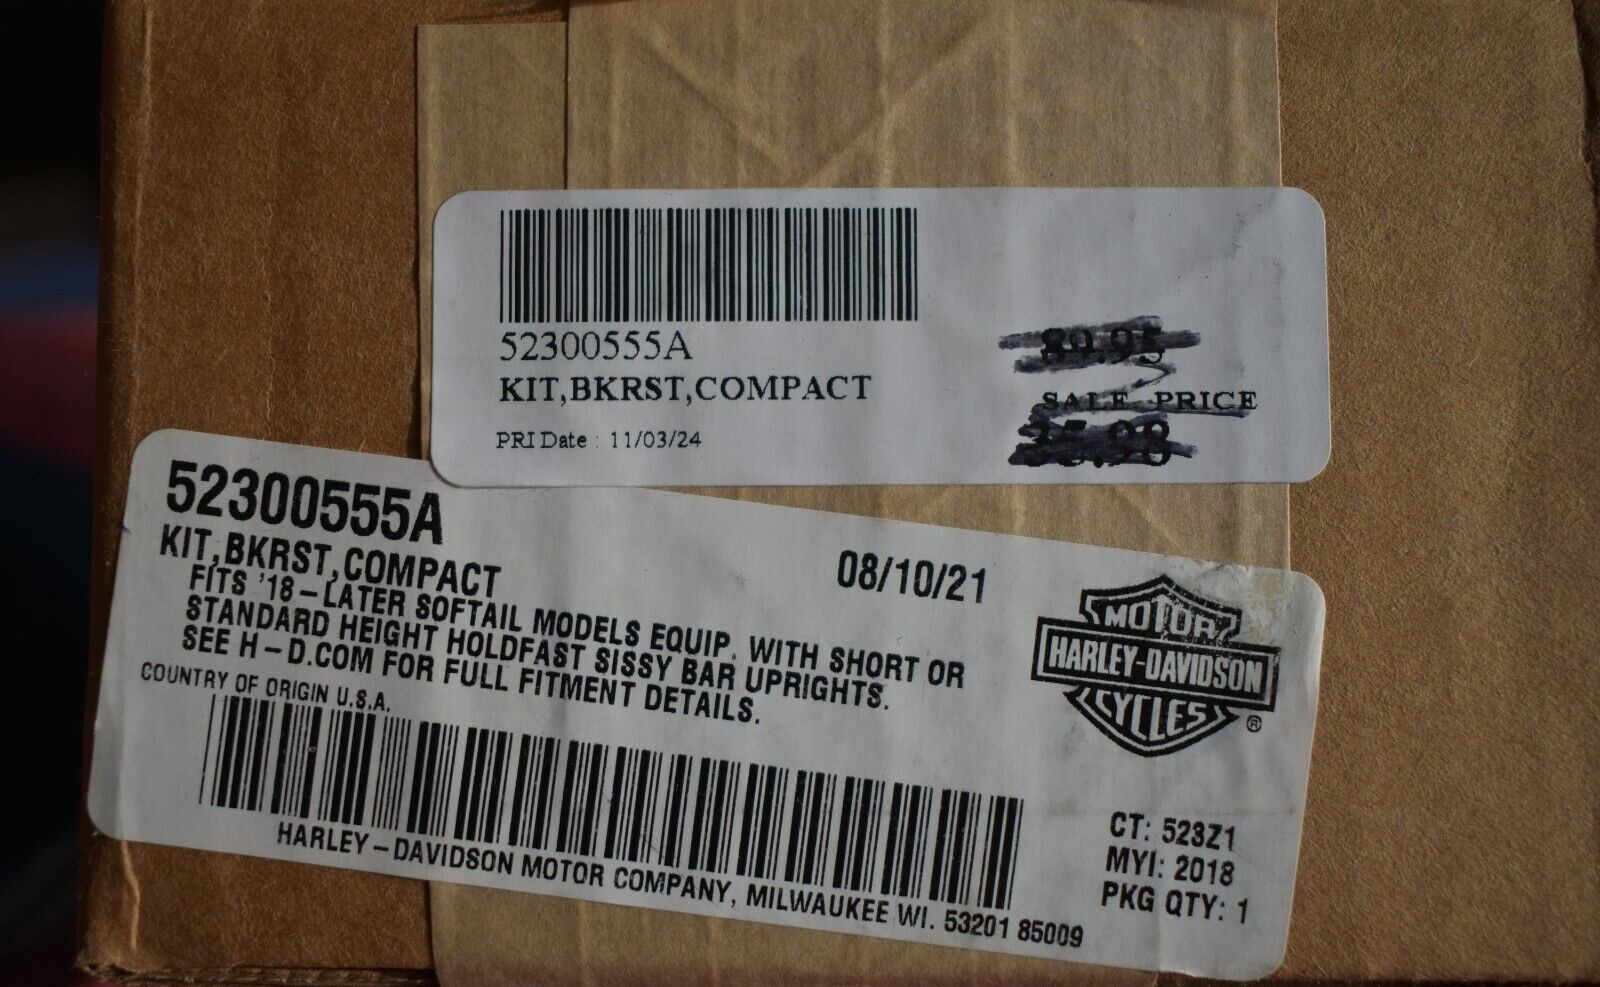 52300555A
KIT,BKRST,COMPACT
PRI Date : 11/03/24
89.95
SALE PRICE
52300555A
KIT,BKRST,COMPACT
08/10/21
FITS '18-LATER SOFTAIL MODELS EQUIP. WITH SHORT OR
STANDARD HEIGHT HOLDFAST SISSY BAR UPRIGHTS.
SEE H-D.COM FOR FULL FITMENT DETAILS.
COUNTRY OF ORIGIN U.S.A.
HARLEY-DAVIDSON MOTOR COMPANY, MILWAUKEE WI. 53201 85009
MOTOR
HARLEY-DAVIDSON
CYCLES
®
CT: 523Z1
MYI: 2018
PKG QTY: 1